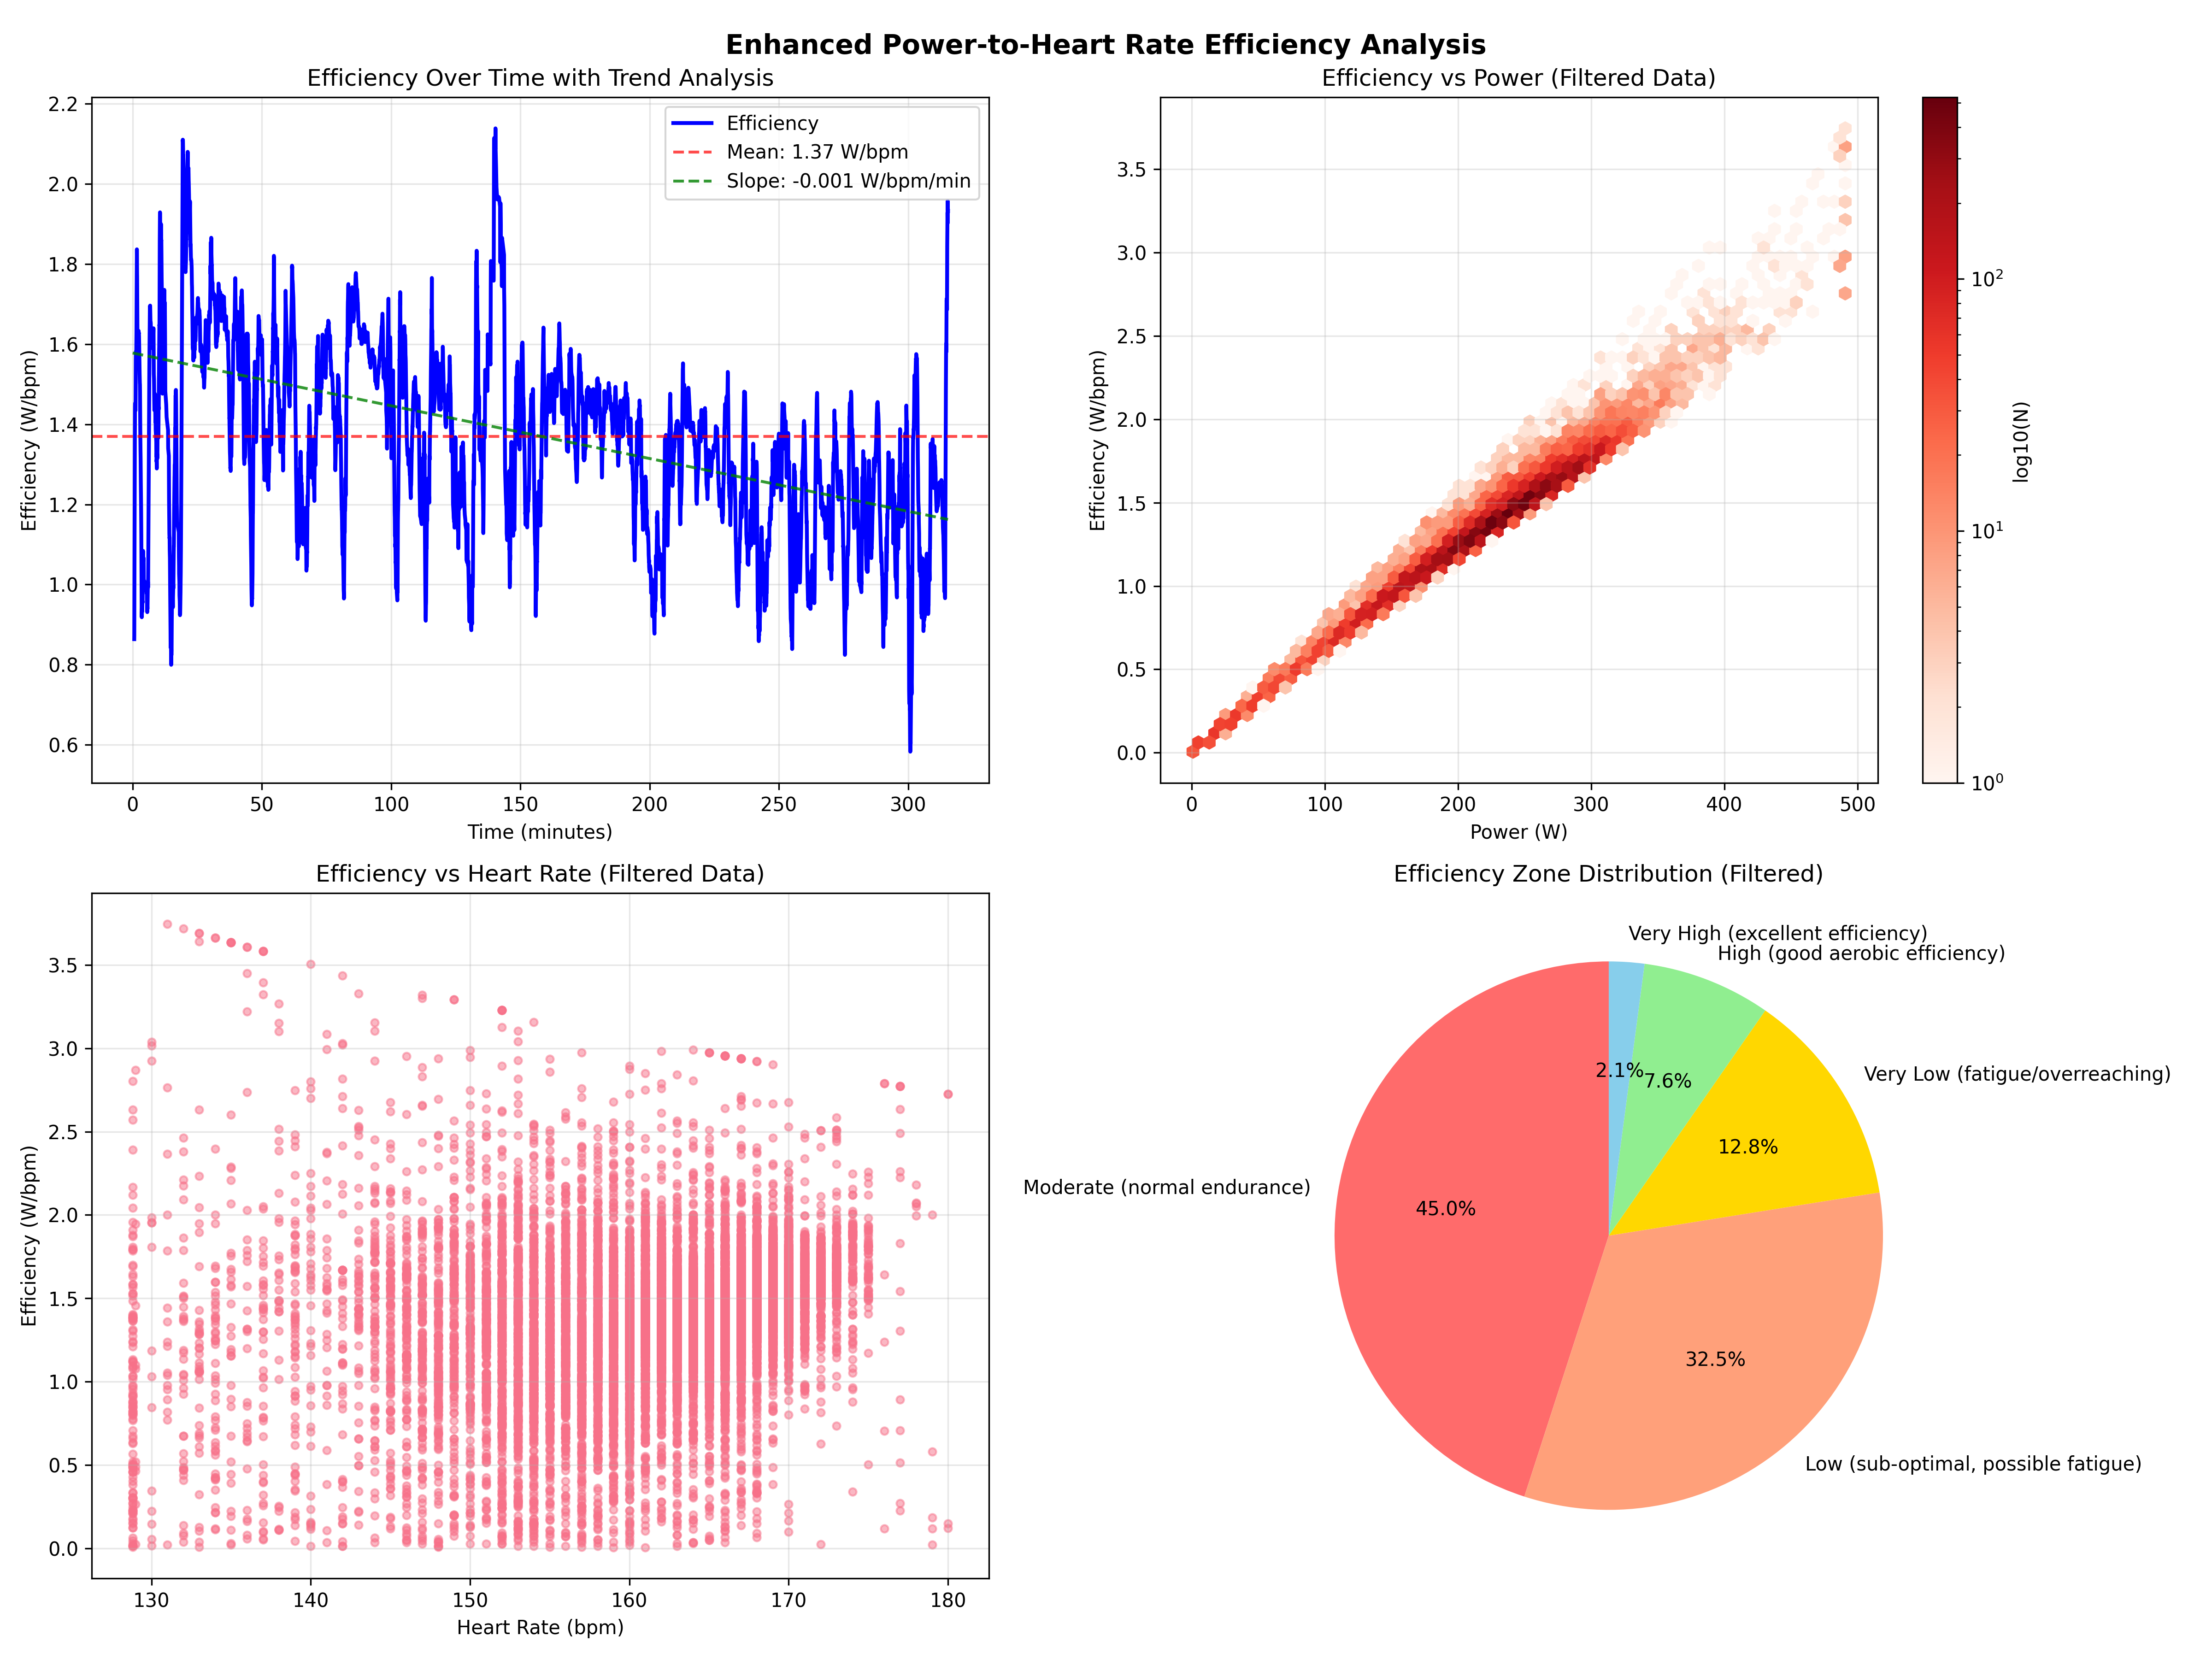 Enhanced Power-to-Heart Rate Efficiency Analysis
Efficiency Over Time with Trend Analysis
Efficiency (W/bpm)
2.2
2.0
1.8
1.6
1.4
1.2
1.0
0.8
0.6
Efficiency
Mean: 1.37 W/bpm
Slope: -0.001 W/bpm/min
0 50 100 150 200 250 300
Time (minutes)
Efficiency vs Power (Filtered Data)
Efficiency (W/bpm)
3.5
3.0
2.5
2.0
1.5
1.0
0.5
0.0
0 100 200 300 400 500
Power (W)
10²
10¹
10⁰
log10(N)
Efficiency vs Heart Rate (Filtered Data)
Efficiency (W/bpm)
3.5
3.0
2.5
2.0
1.5
1.0
0.5
0.0
130 140 150 160 170 180
Heart Rate (bpm)
Efficiency Zone Distribution (Filtered)
Very High (excellent efficiency)
High (good aerobic efficiency)
Very Low (fatigue/overreaching)
Moderate (normal endurance)
Low (sub-optimal, possible fatigue)
2.1%
7.6%
12.8%
45.0%
32.5%